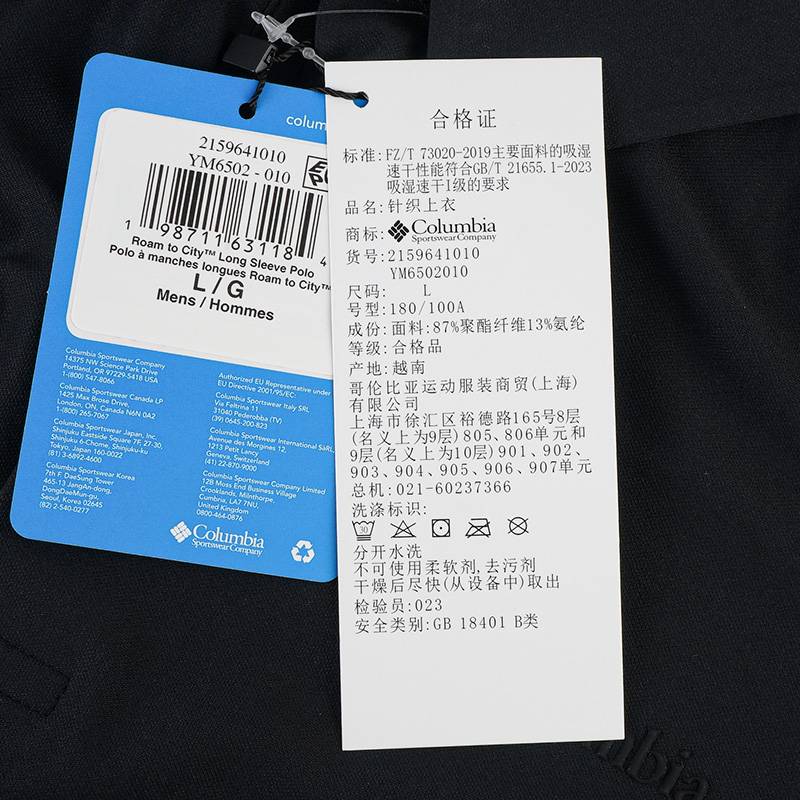 colum
2159641010
YM6502 - 010
1 98711 63118 4
Roam to City™ Long Sleeve Polo
Polo à manches longues Roam to City™
L / G
Mens / Hommes
Columbia Sportswear Company
14375 NW Science Park Drive
Portland, OR 97229-5418 USA
1-(800) 547-8066
Columbia Sportswear Canada LP
1425 Max Brose Drive
London, ON, Canada N6N 0A2
1-(800) 265-7067
Columbia Sportswear Japan, Inc.
Shinjuku Eastside Square 7F, 27-30,
Shinjuku 6-Chome, Shinjuku-ku
Tokyo, Japan 160-0022
(81) 3-6892-4600
Columbia Sportswear Korea
7th F. DaeSung Tower
465-13 JangAn-dong,
DongDaeMun-gu,
Seoul, Korea 02645
(82) 2-540-0277
Authorized EU Representative under
EU Directive 2001/95/EC:
Columbia Sportswear Italy SRL
Via Feltrina 11
31040 Pederobba (TV)
(39) 0645-200-823
Columbia Sportswear International SàRL
Avenue des Morgines 12,
1213 Petit Lancy
Geneva, Switzerland
(41) 22-870-9000
Columbia Sportswear Company Limited
12B Moss End Business Village
Crooklands, Milnthorpe,
Cumbria, LA7 7NU,
United Kingdom
0800-464-0876
Columbia
Sportswear Company
合格证
标准:FZ/T 73020-2019主要面料的吸湿
速干性能符合GB/T 21655.1-2023
吸湿速干I级的要求
品名:针织上衣
商标: Columbia
Sportswear Company
货号:2159641010
YM6502010
尺码: L
号型:180/100A
成份:面料:87%聚酯纤维13%氨纶
等级:合格品
产地:越南
哥伦比亚运动服装商贸(上海)
有限公司
上海市徐汇区裕德路165号8层
(名义上为9层)805、806单元和
9层(名义上为10层)901、902、
903、904、905、906、907单元
总机:021-60237366
洗涤标识:
30
分开水洗
不可使用柔软剂,去污剂
干燥后尽快(从设备中)取出
检验员:023
安全类别:GB 18401 B类
umbia